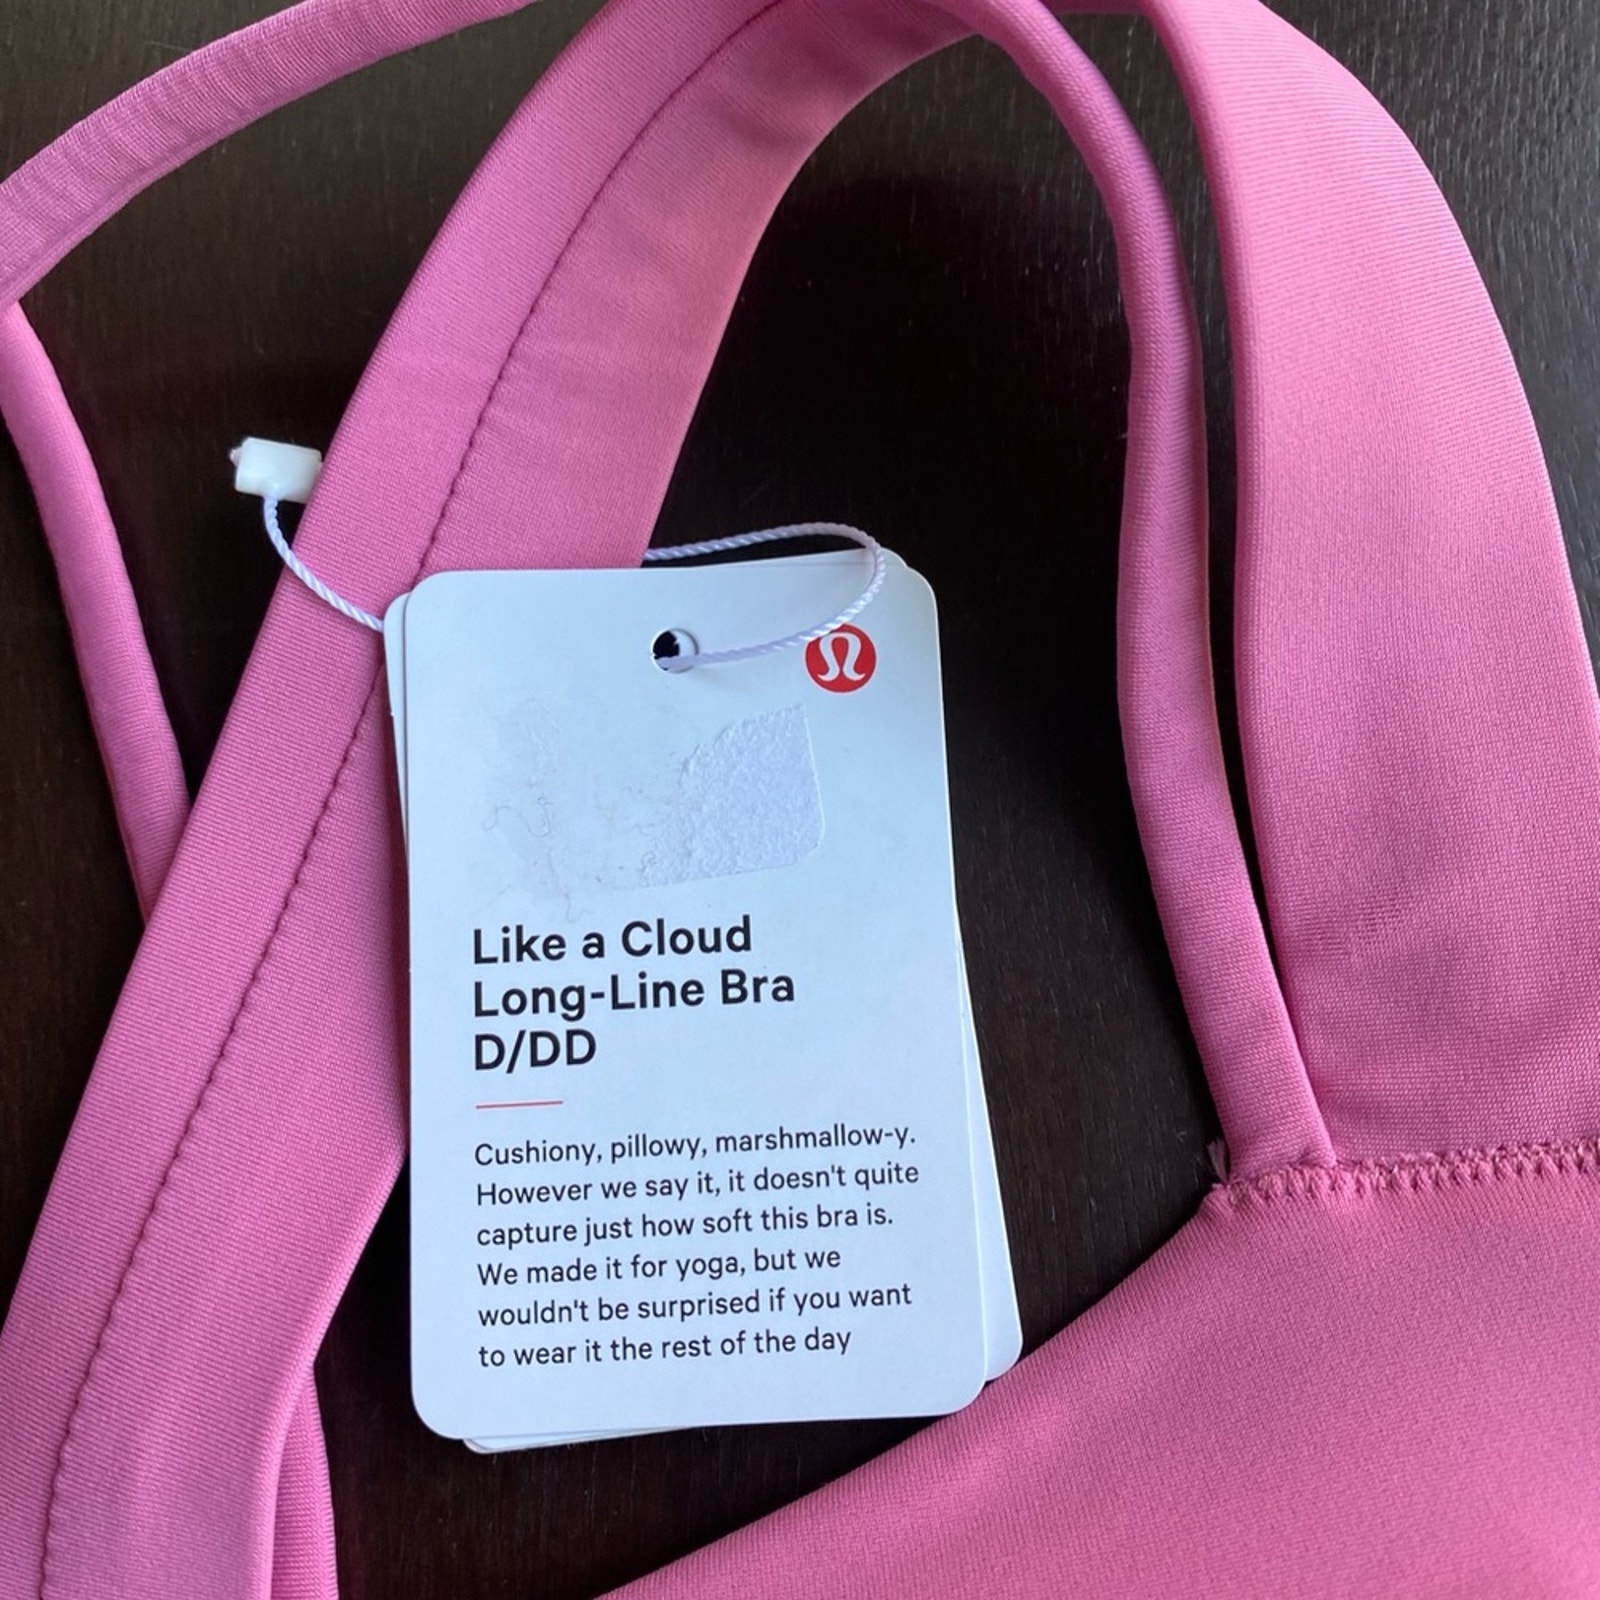 Like a Cloud
Long-Line Bra
D/DD
Cushiony, pillowy, marshmallow-y.
However we say it, it doesn't quite
capture just how soft this bra is.
We made it for yoga, but we
wouldn't be surprised if you want
to wear it the rest of the day